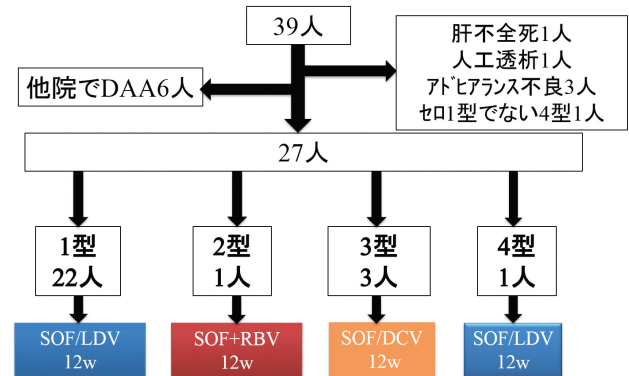 39人
肝不全死1人
人工透析1人
ｱﾄﾞﾋｱﾗﾝｽ不良3人
セロ1型でない4型1人
他院でDAA6人
27人
1型
22人
2型
1人
3型
3人
4型
1人
SOF/LDV
12w
SOF+RBV
12w
SOF/DCV
12w
SOF/LDV
12w